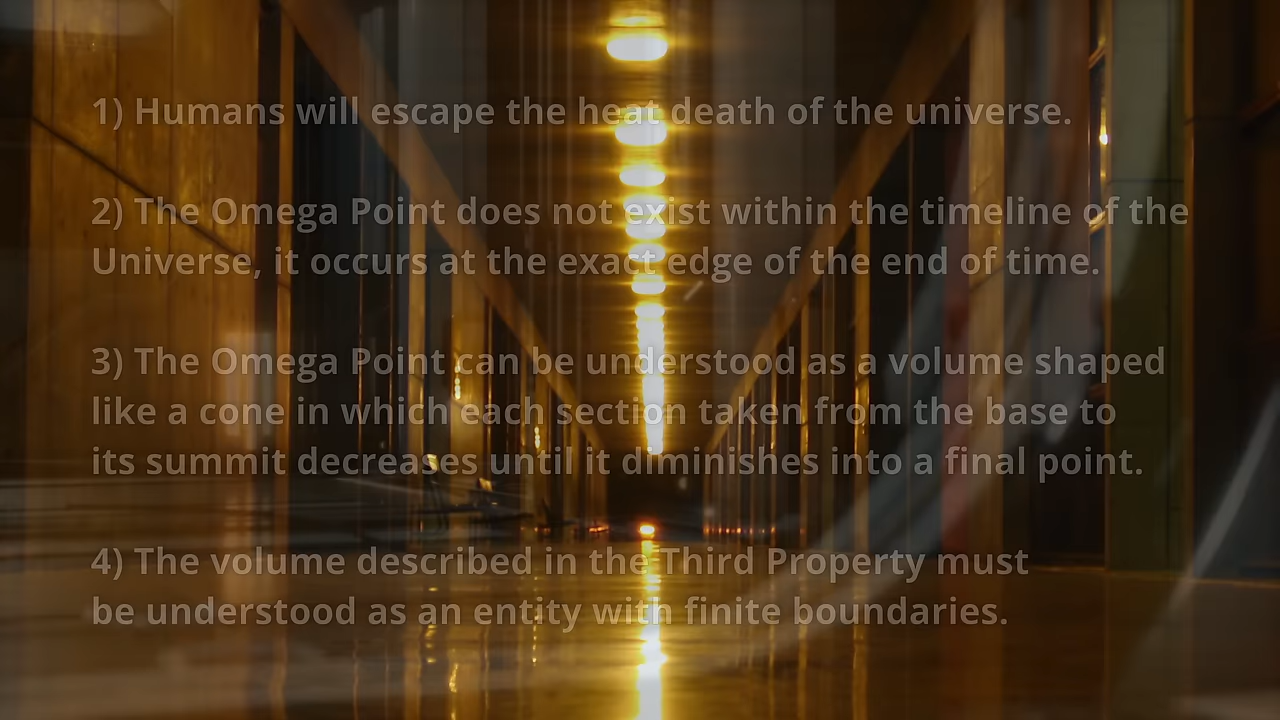 1) Humans will escape the heat death of the universe.
2) The Omega Point does not exist within the timeline of the
Universe, it occurs at the exact edge of the end of time.
3) The Omega Point can be understood as a volume shaped
like a cone in which each section taken from the base to
its summit decreases until it diminishes into a final point.
4) The volume described in the Third Property must
be understood as an entity with finite boundaries.